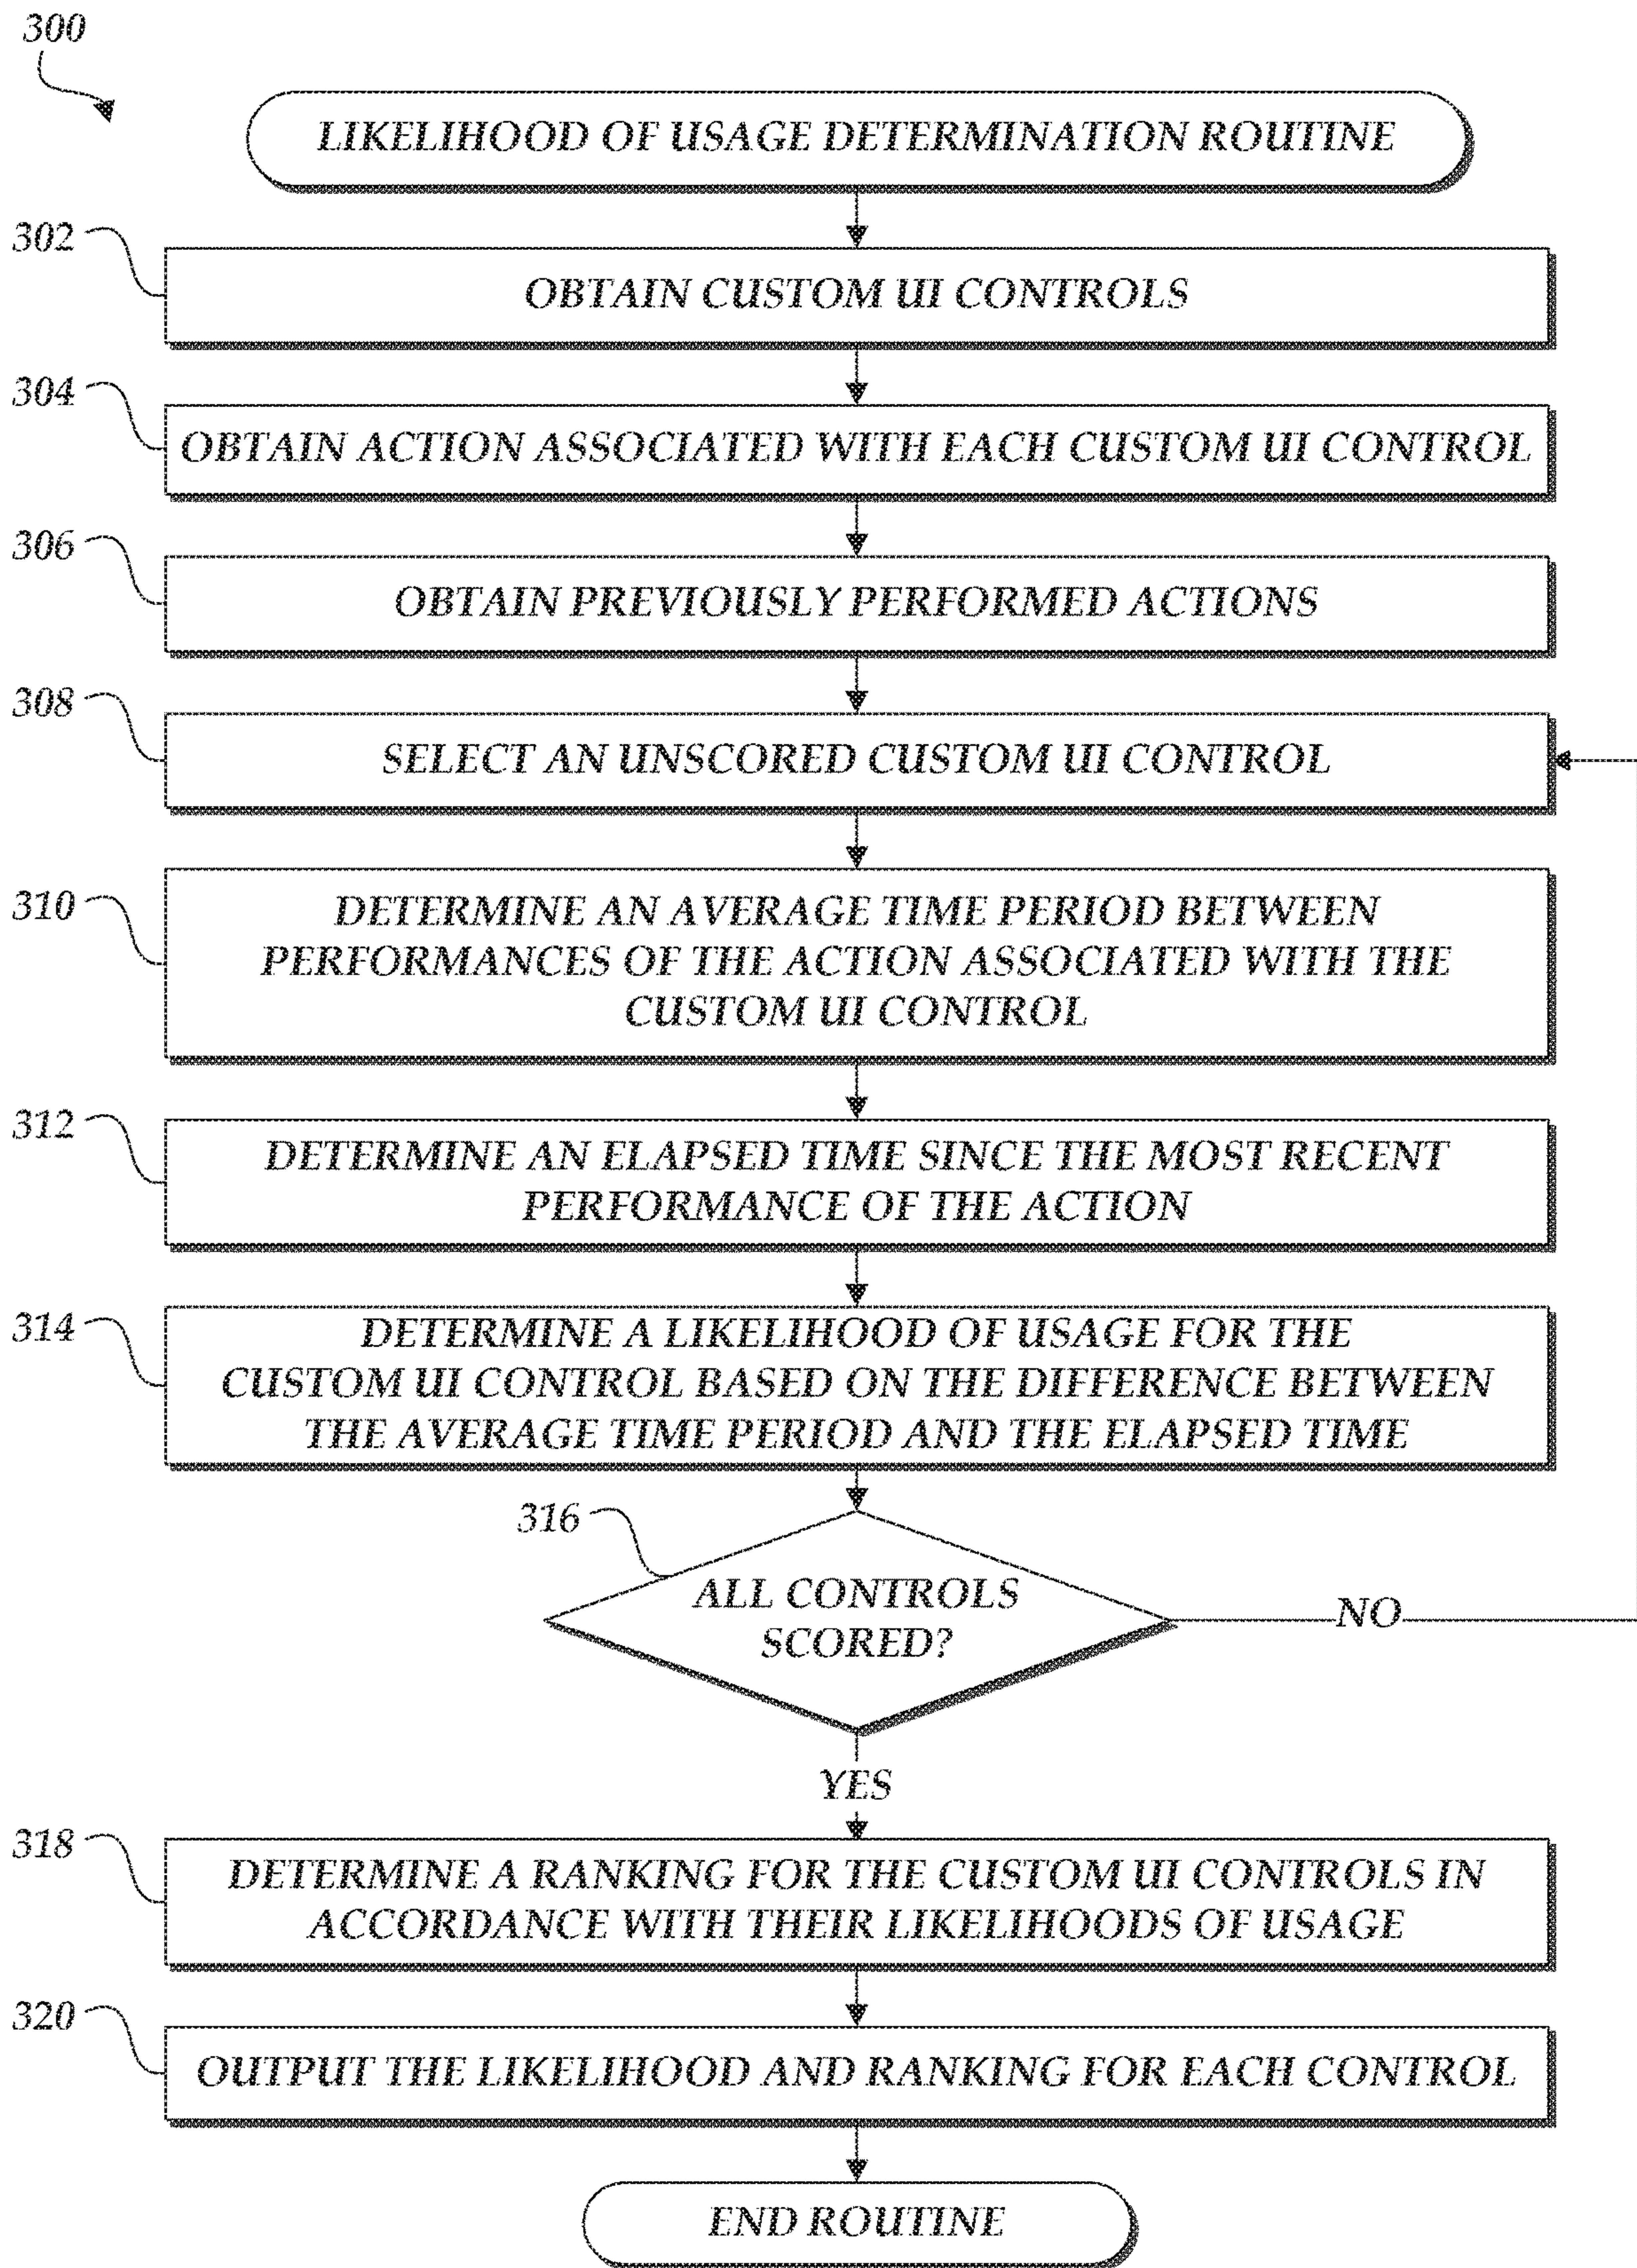 300
LIKELIHOOD OF USAGE DETERMINATION ROUTINE
302
OBTAIN CUSTOM UI CONTROLS
304
OBTAIN ACTION ASSOCIATED WITH EACH CUSTOM UI CONTROL
306
OBTAIN PREVIOUSLY PERFORMED ACTIONS
308
SELECT AN UNSCORED CUSTOM UI CONTROL
310
DETERMINE AN AVERAGE TIME PERIOD BETWEEN
PERFORMANCES OF THE ACTION ASSOCIATED WITH THE
CUSTOM UI CONTROL
312
DETERMINE AN ELAPSED TIME SINCE THE MOST RECENT
PERFORMANCE OF THE ACTION
314
DETERMINE A LIKELIHOOD OF USAGE FOR THE
CUSTOM UI CONTROL BASED ON THE DIFFERENCE BETWEEN
THE AVERAGE TIME PERIOD AND THE ELAPSED TIME
316
ALL CONTROLS
SCORED?
NO
YES
318
DETERMINE A RANKING FOR THE CUSTOM UI CONTROLS IN
ACCORDANCE WITH THEIR LIKELIHOODS OF USAGE
320
OUTPUT THE LIKELIHOOD AND RANKING FOR EACH CONTROL
END ROUTINE